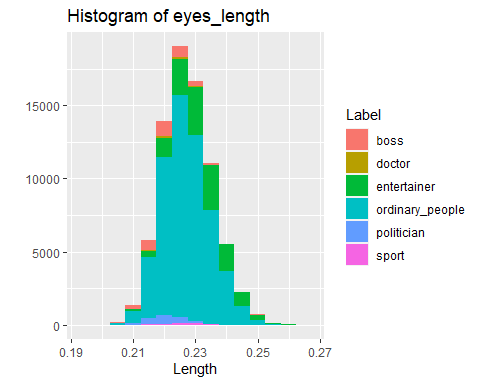 Histogram of eyes_length
15000
10000
5000
0
0.19 0.21 0.23 0.25 0.27
Length
Label
boss
doctor
entertainer
ordinary_people
politician
sport